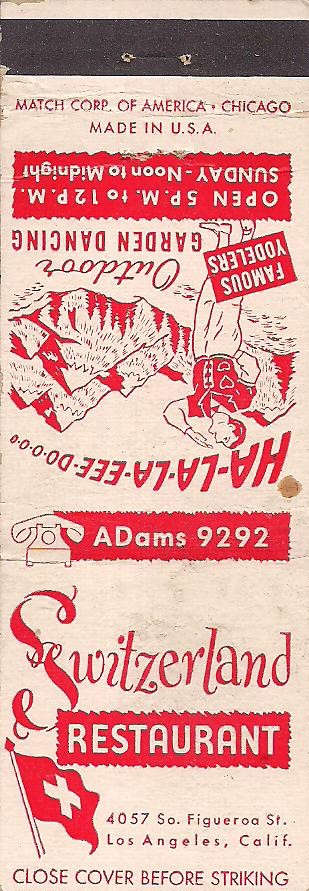 MATCH CORP. OF AMERICA • CHICAGO
MADE IN U.S.A.
HA-LA-LA-EEE-DO-O-O-O
FAMOUS
YODELERS
Outdoor
GARDEN DANCING
OPEN 5 P.M. to 12 P.M.
SUNDAY - Noon to Midnight
ADams 9292
Switzerland
RESTAURANT
4057 So. Figueroa St.
Los Angeles, Calif.
CLOSE COVER BEFORE STRIKING